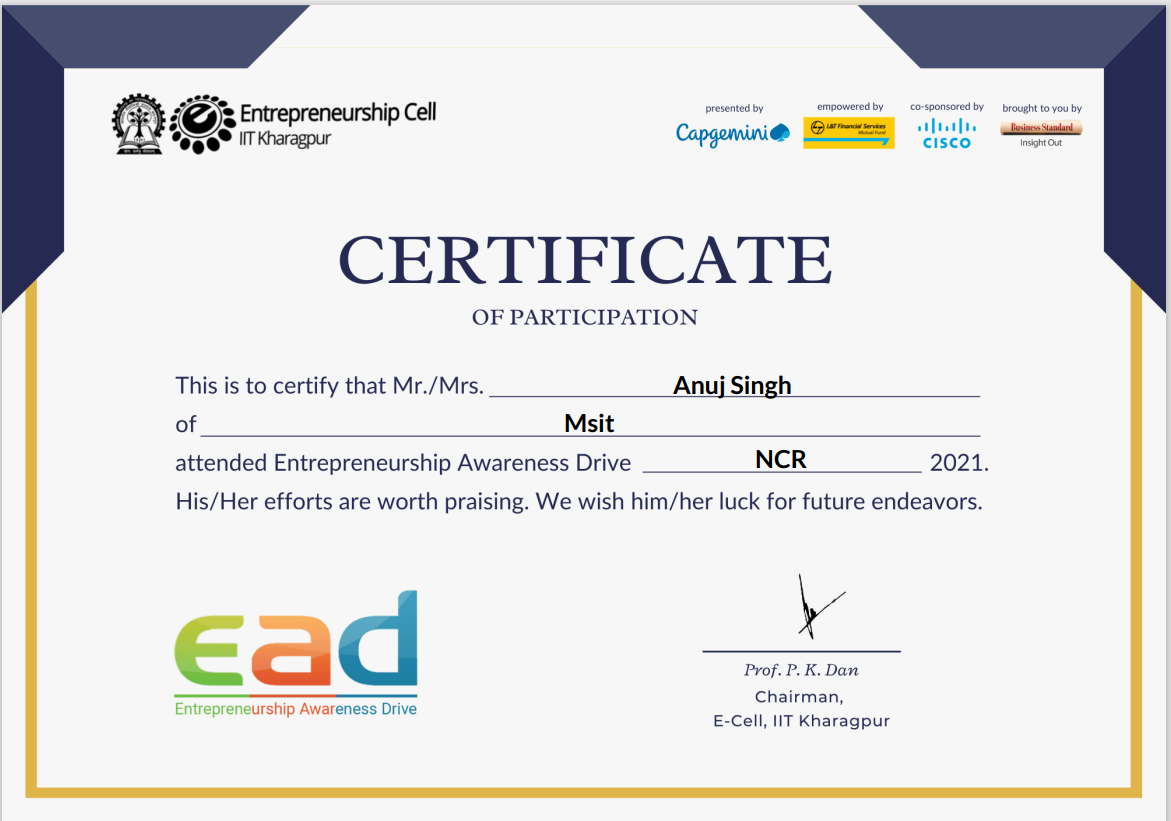 Entrepreneurship Cell
IIT Kharagpur
presented by
Capgemini
empowered by
L&T Financial Services
Mutual Fund
co-sponsored by
CISCO
brought to you by
Business Standard
Insight Out
CERTIFICATE
OF PARTICIPATION
This is to certify that Mr./Mrs. Anuj Singh
of Msit
attended Entrepreneurship Awareness Drive NCR 2021.
His/Her efforts are worth praising. We wish him/her luck for future endeavors.
ead
Entrepreneurship Awareness Drive
Prof. P. K. Dan
Chairman,
E-Cell, IIT Kharagpur